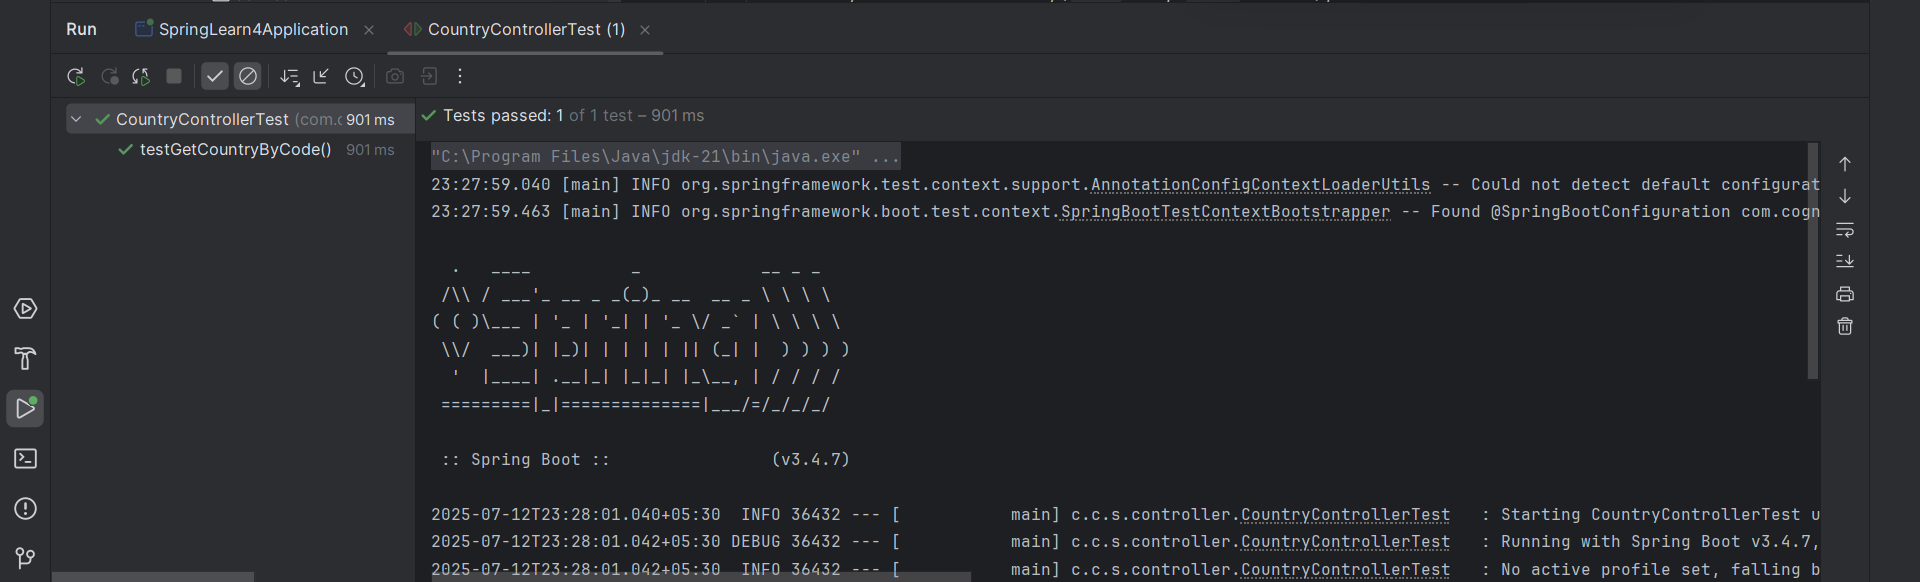 Run SpringLearn4Application CountryControllerTest (1)
CountryControllerTest (com.c 901 ms
testGetCountryByCode() 901 ms
Tests passed: 1 of 1 test – 901 ms
"C:\Program Files\Java\jdk-21\bin\java.exe" ...
23:27:59.040 [main] INFO org.springframework.test.context.support.AnnotationConfigContextLoaderUtils -- Could not detect default configurat
23:27:59.463 [main] INFO org.springframework.boot.test.context.SpringBootTestContextBootstrapper -- Found @SpringBootConfiguration com.cogn
  .   ____          _            __ _ _
 /\\ / ___'_ __ _ _(_)_ __  __ _ \ \ \ \
( ( )\___ | '_ | '_| | '_ \/ _` | \ \ \ \
 \\/  ___)| |_)| | | | | || (_| |  ) ) ) )
  '  |____| .__|_| |_|_| |_\__, | / / / /
 =========|_|==============|___/=/_/_/_/
 :: Spring Boot ::                (v3.4.7)
2025-07-12T23:28:01.040+05:30  INFO 36432 --- [           main] c.c.s.controller.CountryControllerTest   : Starting CountryControllerTest u
2025-07-12T23:28:01.042+05:30 DEBUG 36432 --- [           main] c.c.s.controller.CountryControllerTest   : Running with Spring Boot v3.4.7,
2025-07-12T23:28:01.042+05:30  INFO 36432 --- [           main] c.c.s.controller.CountryControllerTest   : No active profile set, falling b